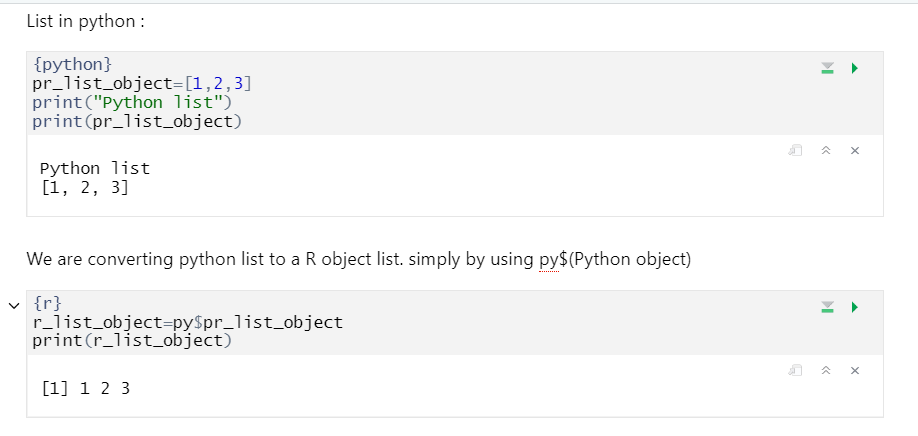 List in python :
{python}
pr_list_object=[1,2,3]
print("Python list")
print(pr_list_object)
Python list
[1, 2, 3]
We are converting python list to a R object list. simply by using py$(Python object)
{r}
r_list_object=py$pr_list_object
print(r_list_object)
[1] 1 2 3